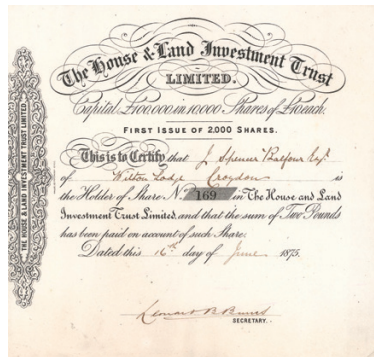 The House & Land Investment Trust
LIMITED.
Capital £100,000 in 10,000 Shares of £10 each.
FIRST ISSUE OF 2,000 SHARES.
This is to Certify that J Spencer Balfour Esqr.
of Wilton Lodge Croydon is
the Holder of Share No. 169 in The House and Land
Investment Trust Limited, and that the sum of Two Pounds
has been paid on account of such Share.
Dated this 16th day of June 1875.
SECRETARY.
THE HOUSE & LAND INVESTMENT TRUST LIMITED.